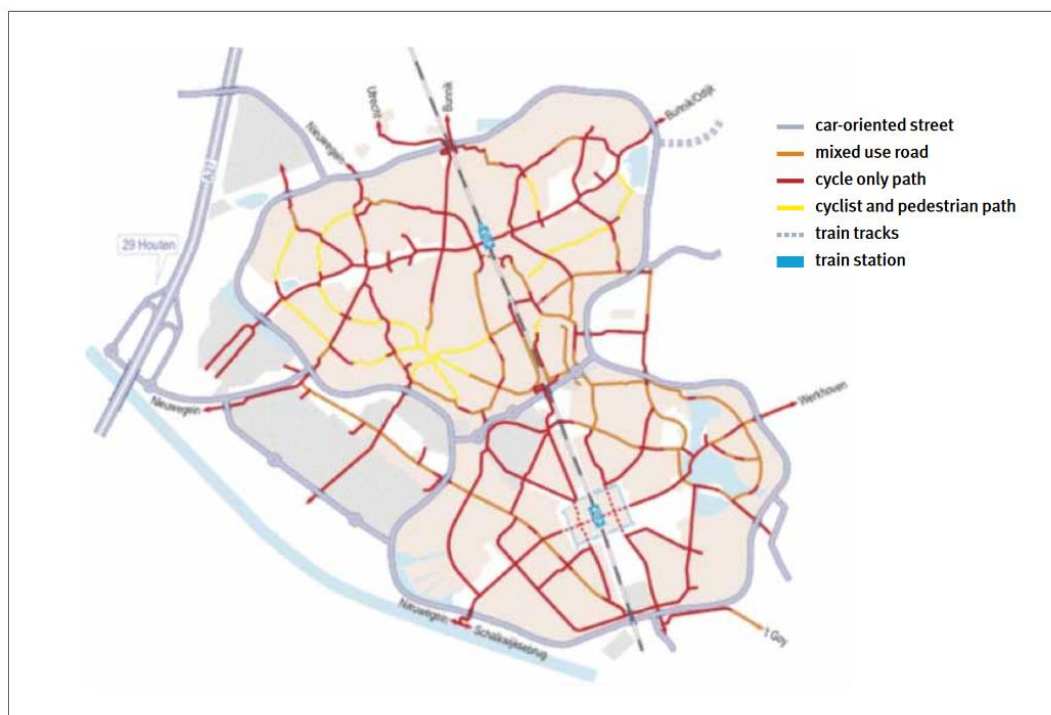 Utrecht
Bunnik
Bunnik/Odijk
Nieuwegein
A27
29 Houten
Nieuwegein
Werkhoven
Nieuwegein
Schalkwijksebrug
't Goy
car-oriented street
mixed use road
cycle only path
cyclist and pedestrian path
train tracks
train station